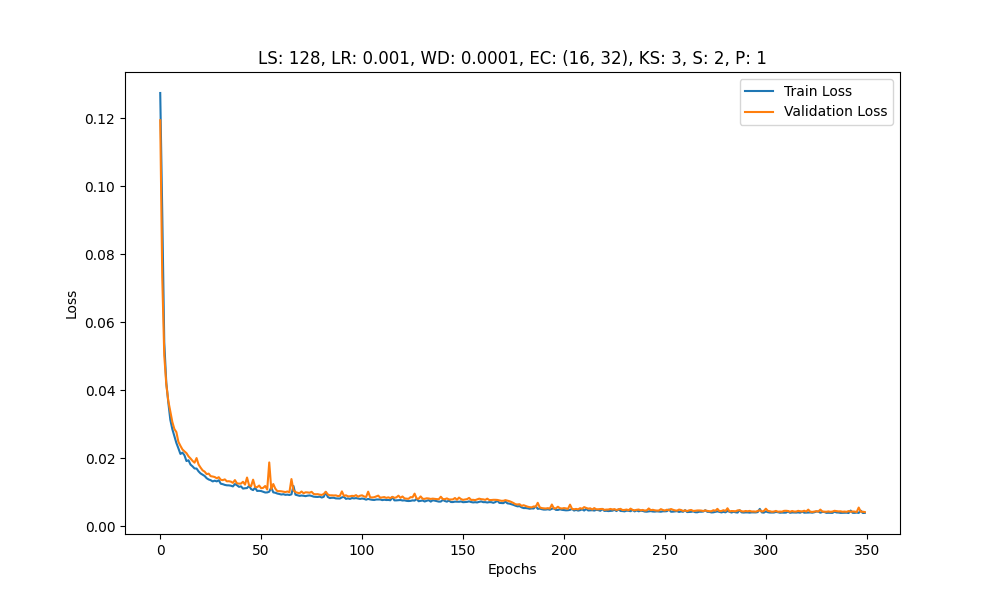 LS: 128, LR: 0.001, WD: 0.0001, EC: (16, 32), KS: 3, S: 2, P: 1
Train Loss
Validation Loss
0.12
0.10
0.08
0.06
0.04
0.02
0.00
Loss
0 50 100 150 200 250 300 350
Epochs